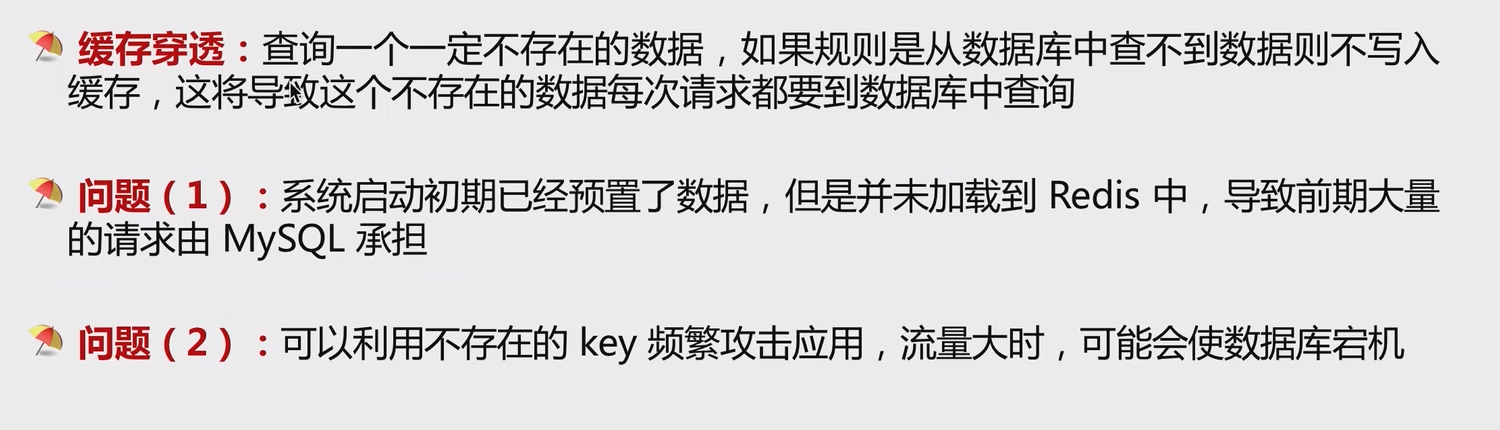 缓存穿透：查询一个一定不存在的数据，如果规则是从数据库中查不到数据则不写入
缓存，这将导致这个不存在的数据每次请求都要到数据库中查询
问题（1）：系统启动初期已经预置了数据，但是并未加载到 Redis 中，导致前期大量
的请求由 MySQL 承担
问题（2）：可以利用不存在的 key 频繁攻击应用，流量大时，可能会使数据库宕机